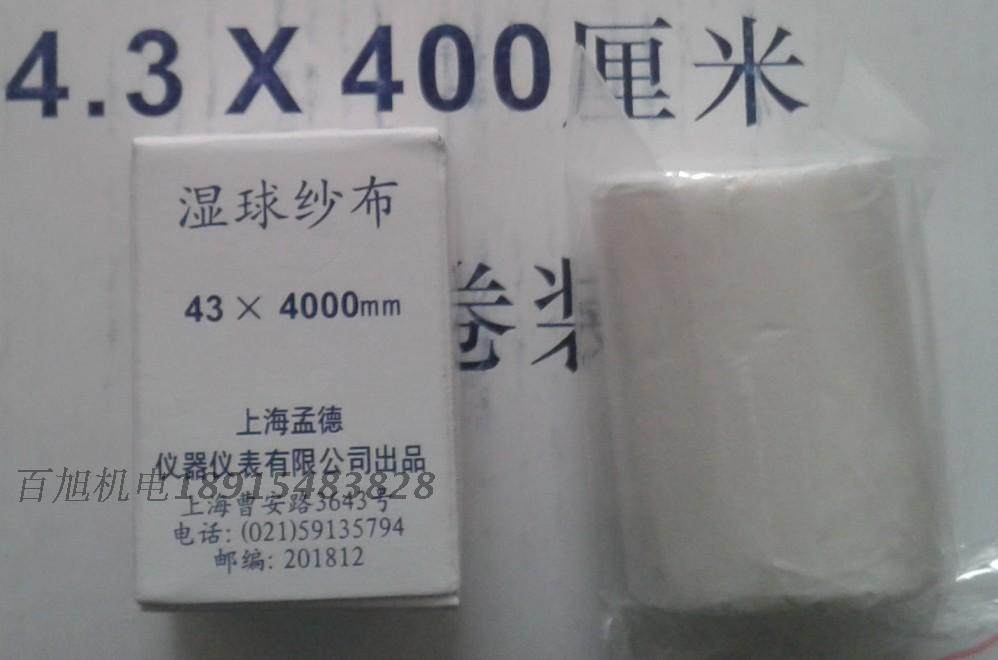 4.3 X 400厘米
湿球纱布
43 × 4000mm
卷装
上海孟德
仪器仪表有限公司出品
百旭机电18915483828
上海曹安路3643号
电话: (021)59135794
邮编: 201812